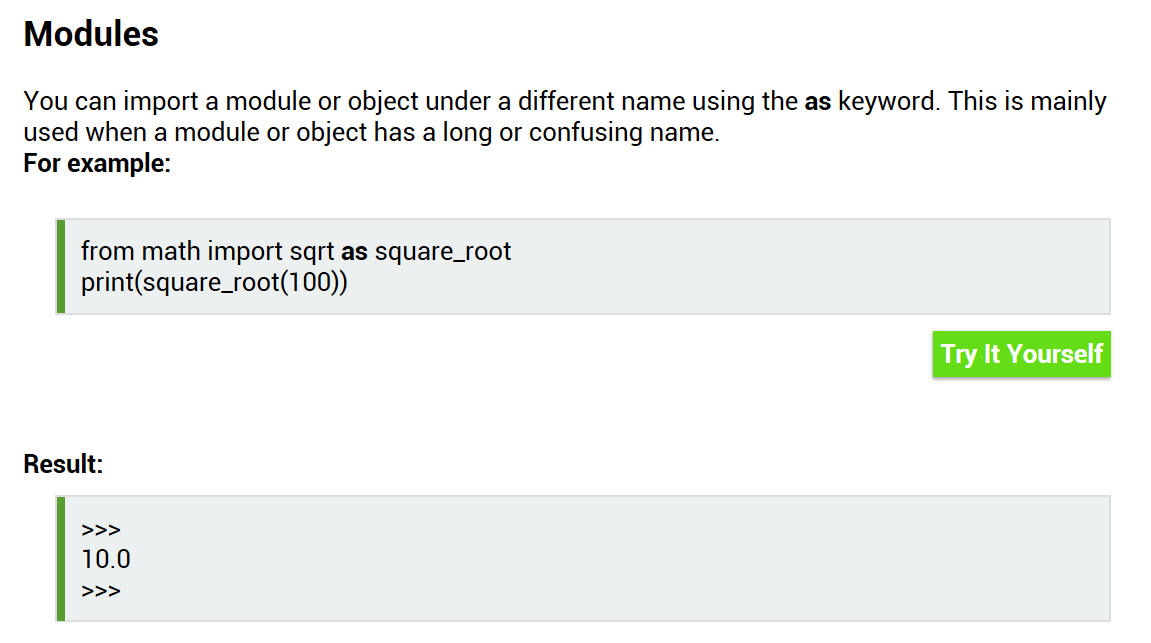 Modules
You can import a module or object under a different name using the as keyword. This is mainly
used when a module or object has a long or confusing name.
For example:
from math import sqrt as square_root
print(square_root(100))
Try It Yourself
Result:
>>>
10.0
>>>